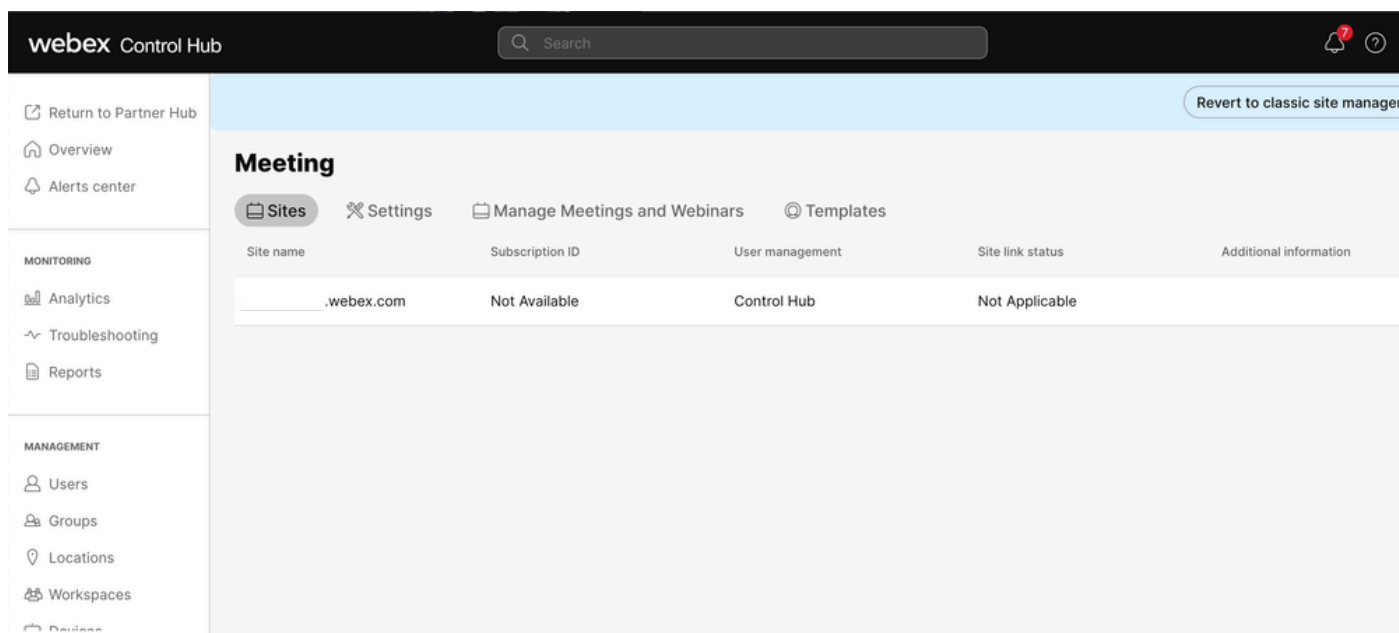 webex Control Hub
Search
7
Return to Partner Hub
Overview
Alerts center
MONITORING
Analytics
Troubleshooting
Reports
MANAGEMENT
Users
Groups
Locations
Workspaces
Devices
Revert to classic site manager
Meeting
Sites Settings Manage Meetings and Webinars Templates
Site name Subscription ID User management Site link status Additional information
.webex.com Not Available Control Hub Not Applicable